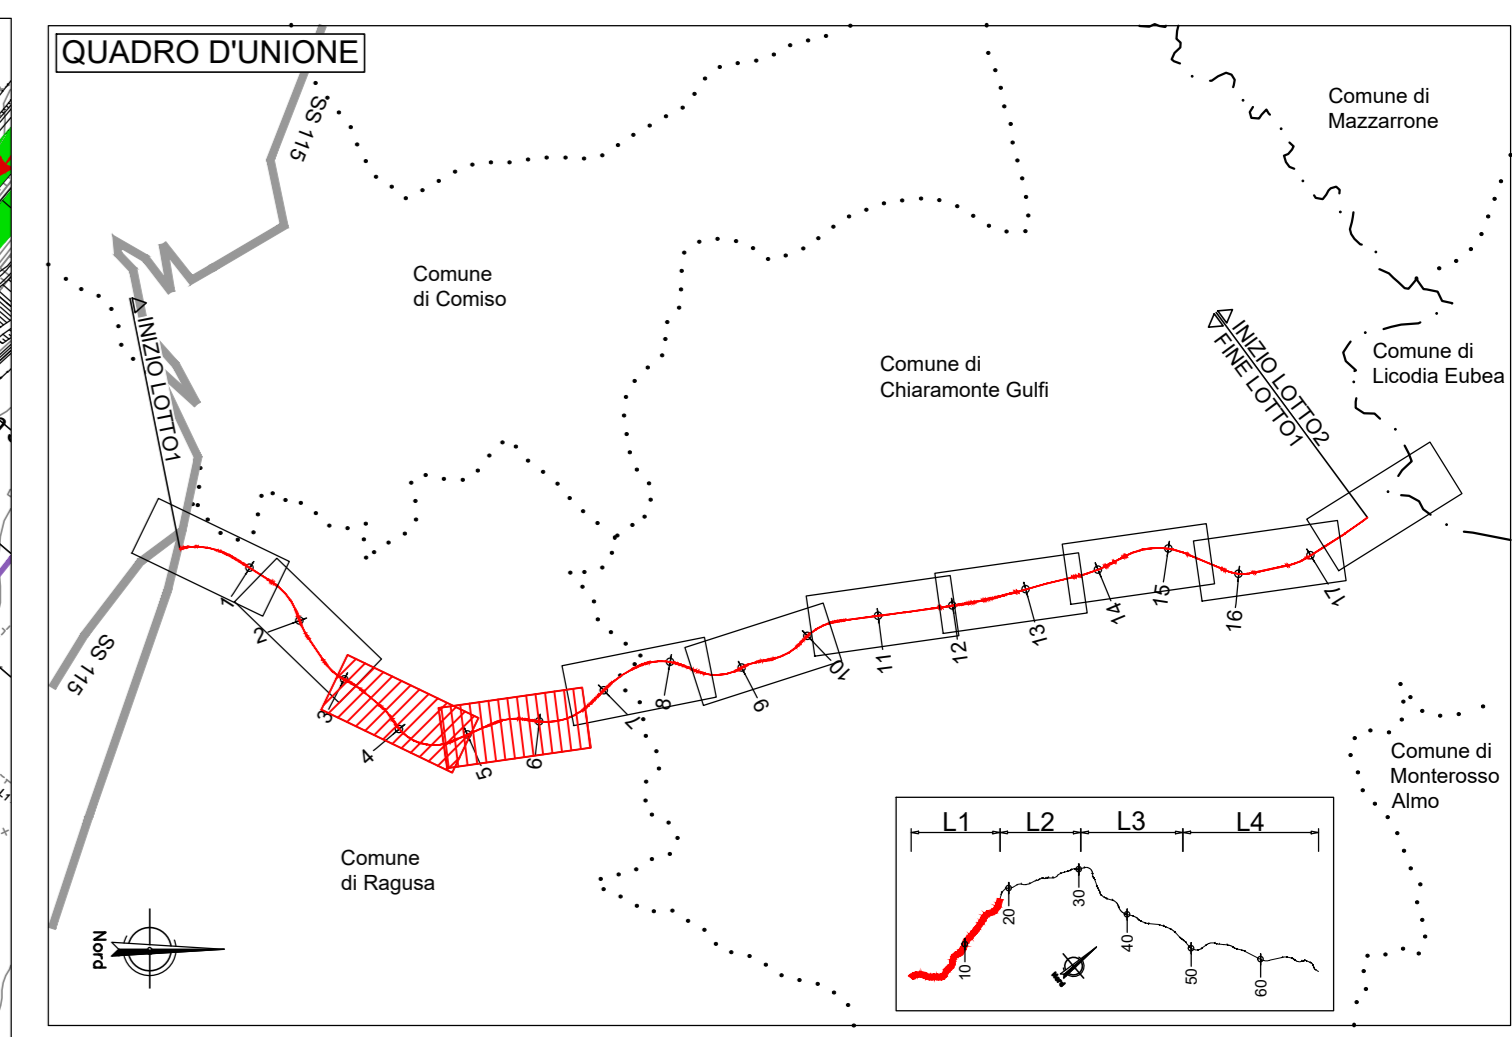 QUADRO D'UNIONE
SS 115
Comune di
Mazzarrone
Comune
di Comiso
INIZIO LOTTO1
Comune di
Chiaramonte Gulfi
INIZIO LOTTO2
FINE LOTTO1
Comune di
Licodia Eubea
SS 115
1
2
3
4
5
6
7
8
9
10
11
12
13
14
15
16
17
Comune di
Monterosso
Almo
Comune
di Ragusa
Nord
L1
L2
L3
L4
10
20
30
40
50
60